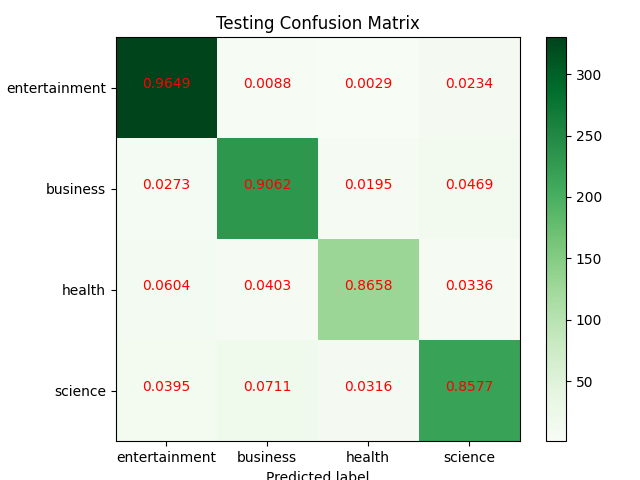 Testing Confusion Matrix
entertainment 0.9649 0.0088 0.0029 0.0234
business 0.0273 0.9062 0.0195 0.0469
health 0.0604 0.0403 0.8658 0.0336
science 0.0395 0.0711 0.0316 0.8577
entertainment business health science
Predicted label
300
250
200
150
100
50